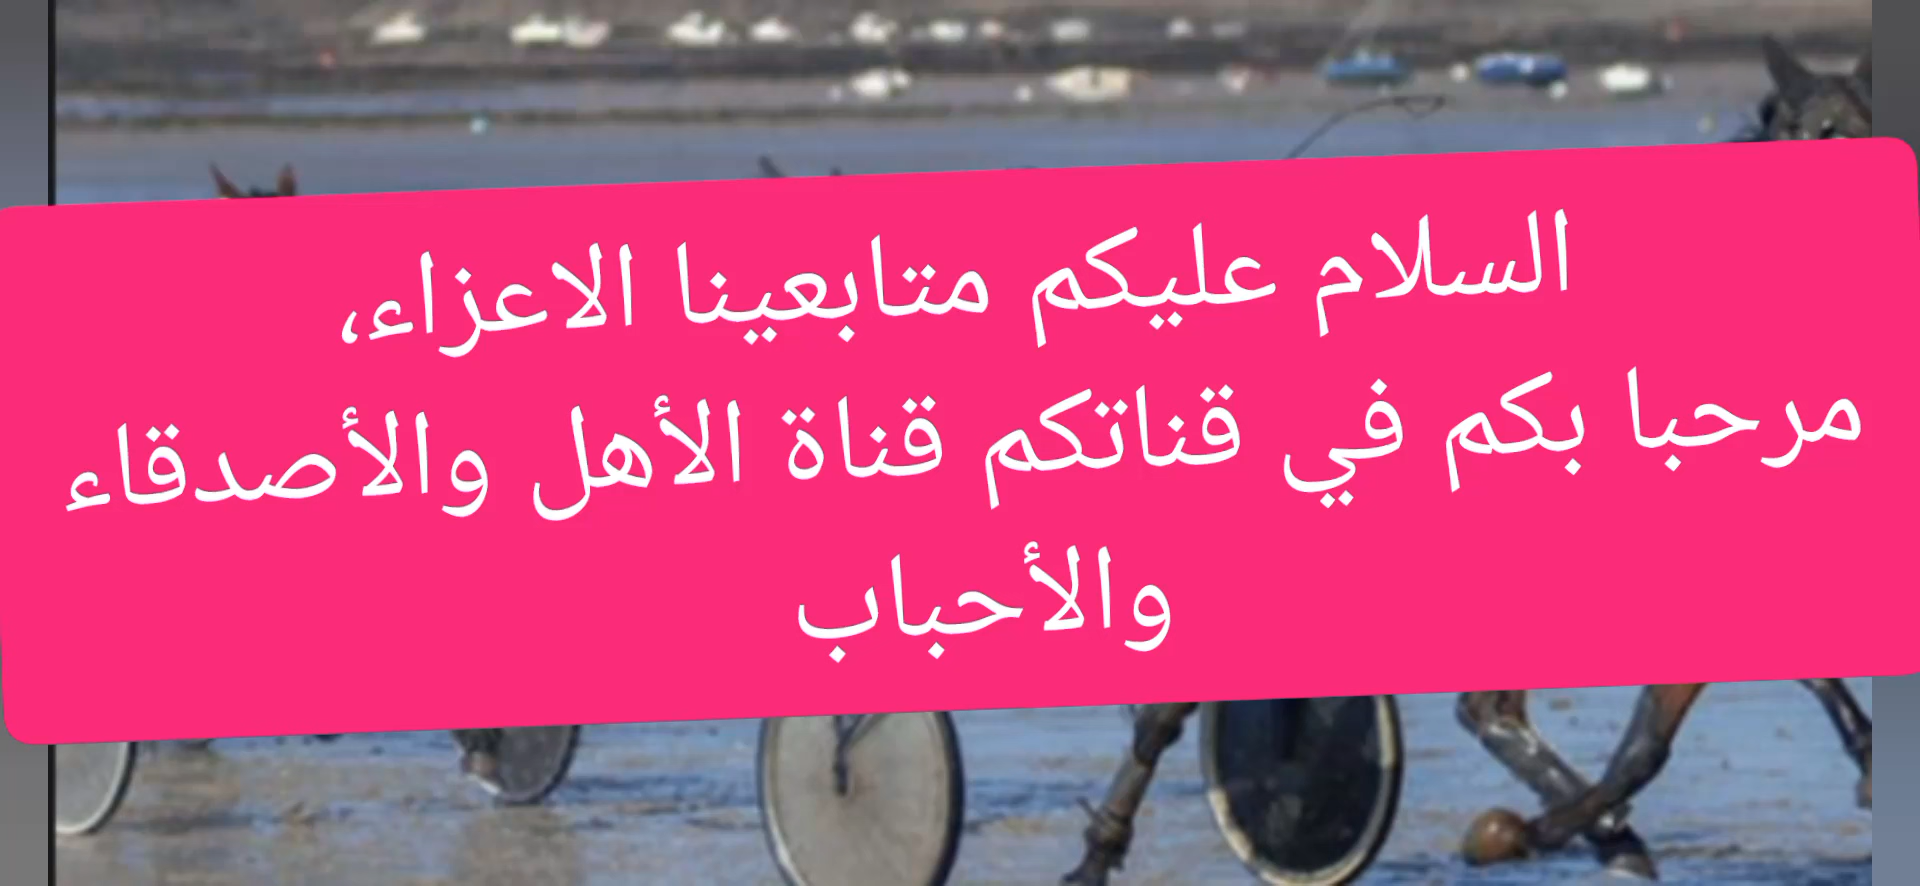 السلام عليكم متابعينا الاعزاء،
مرحبا بكم في قناتكم قناة الأهل والأصدقاء
والأحباب